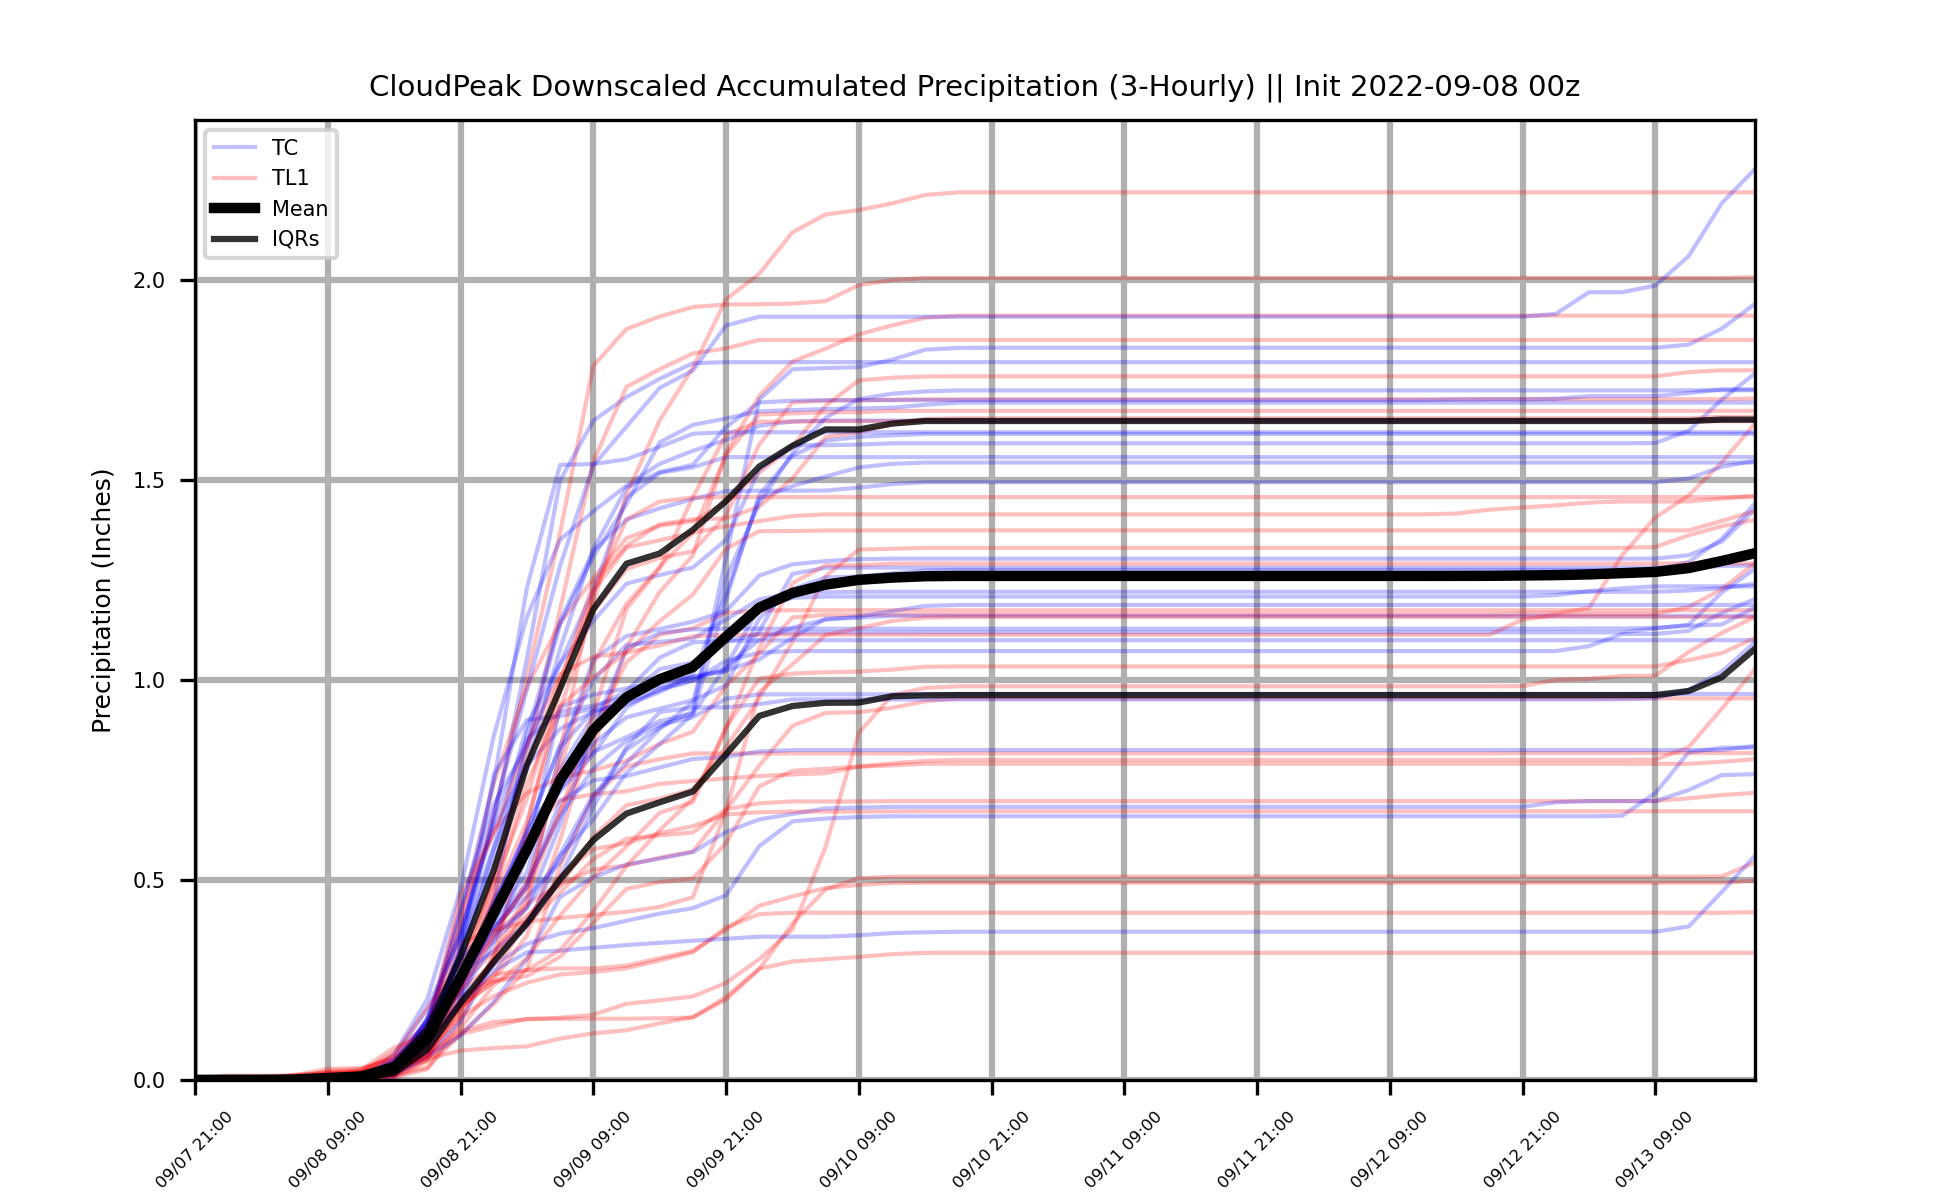 CloudPeak Downscaled Accumulated Precipitation (3-Hourly) || Init 2022-09-08 00z
TC
TL1
Mean
IQRs
Precipitation (Inches)
2.0
1.5
1.0
0.5
0.0
09/07 21:00
09/08 09:00
09/08 21:00
09/09 09:00
09/09 21:00
09/10 09:00
09/10 21:00
09/11 09:00
09/11 21:00
09/12 09:00
09/12 21:00
09/13 09:00